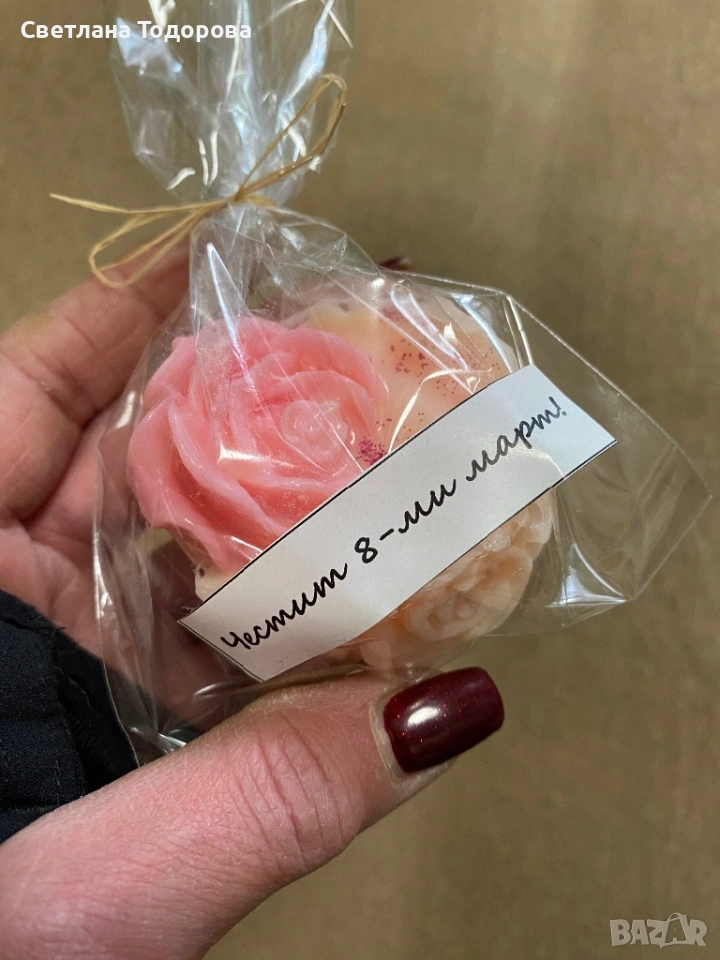 Светлана Тодорова
Честит 8-ми март!
BAZAR